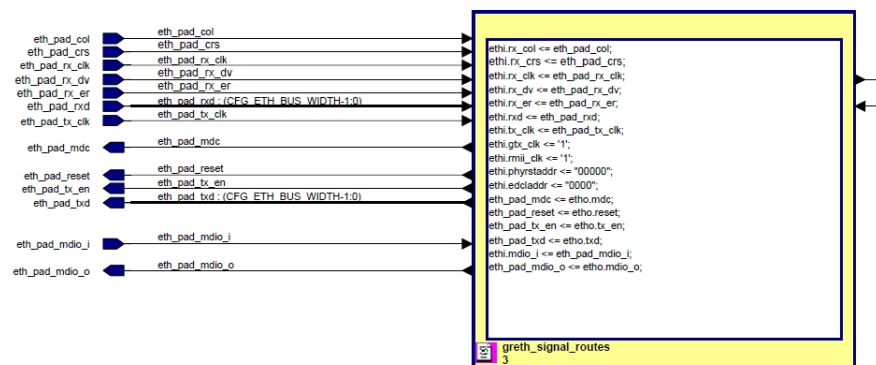 eth_pad_col eth_pad_col
eth_pad_crs eth_pad_crs
eth_pad_rx_clk eth_pad_rx_clk
eth_pad_rx_dv eth_pad_rx_dv
eth_pad_rx_er eth_pad_rx_er
eth_pad_rxd eth_pad_rxd : (CFG_ETH_BUS_WIDTH-1:0)
eth_pad_tx_clk eth_pad_tx_clk
eth_pad_mdc eth_pad_mdc
eth_pad_reset eth_pad_reset
eth_pad_tx_en eth_pad_tx_en
eth_pad_txd eth_pad_txd : (CFG_ETH_BUS_WIDTH-1:0)
eth_pad_mdio_i eth_pad_mdio_i
eth_pad_mdio_o eth_pad_mdio_o
ethi.rx_col <= eth_pad_col;
ethi.rx_crs <= eth_pad_crs;
ethi.rx_clk <= eth_pad_rx_clk;
ethi.rx_dv <= eth_pad_rx_dv;
ethi.rx_er <= eth_pad_rx_er;
ethi.rxd <= eth_pad_rxd;
ethi.tx_clk <= eth_pad_tx_clk;
ethi.gtx_clk <= '1';
ethi.rmii_clk <= '1';
ethi.phyrstaddr <= "00000";
ethi.edcladdr <= "0000";
eth_pad_mdc <= etho.mdc;
eth_pad_reset <= etho.reset;
eth_pad_tx_en <= etho.tx_en;
eth_pad_txd <= etho.txd;
ethi.mdio_i <= eth_pad_mdio_i;
eth_pad_mdio_o <= etho.mdio_o;
greth_signal_routes
3